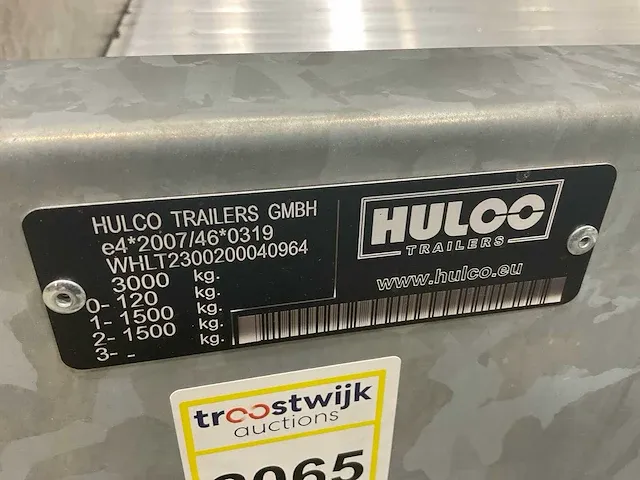 HULCO TRAILERS GMBH
e4*2007/46*0319
WHLT2300200040964
3000 kg.
0- 120 kg.
1- 1500 kg.
2- 1500 kg.
3- -
HULCO
TRAILERS
www.hulco.eu
troostwijk
auctions